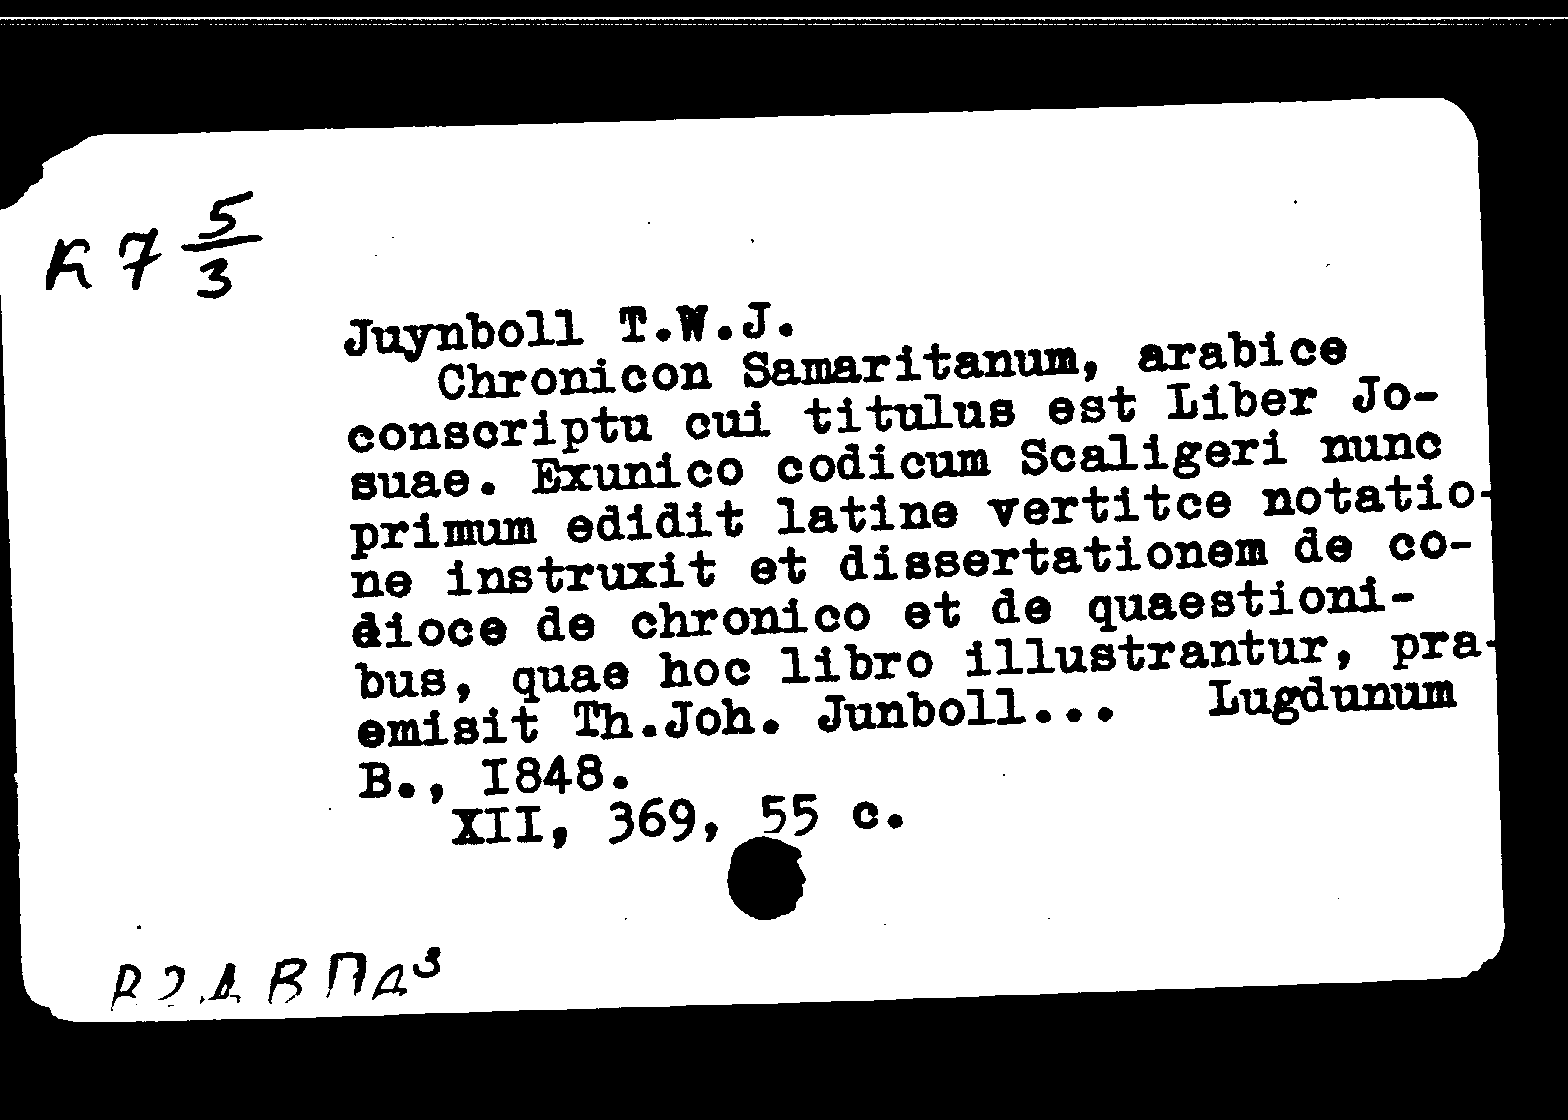 К 7 5/3
Juynboll T.W.J.
Chronicon Samaritanum, arabice
conscriptu cui titulus est Liber Jo-
suae. Exunico codicum Scaligeri nunc
primum edidit latine vertitce notatio-
ne instruxit et dissertationem de co-
dioce de chronico et de quaestioni-
bus, quae hoc libro illustrantur, pra-
emisit Th.Joh. Junboll... Lugdunum
B., I848.
XII, 369, 55 c.